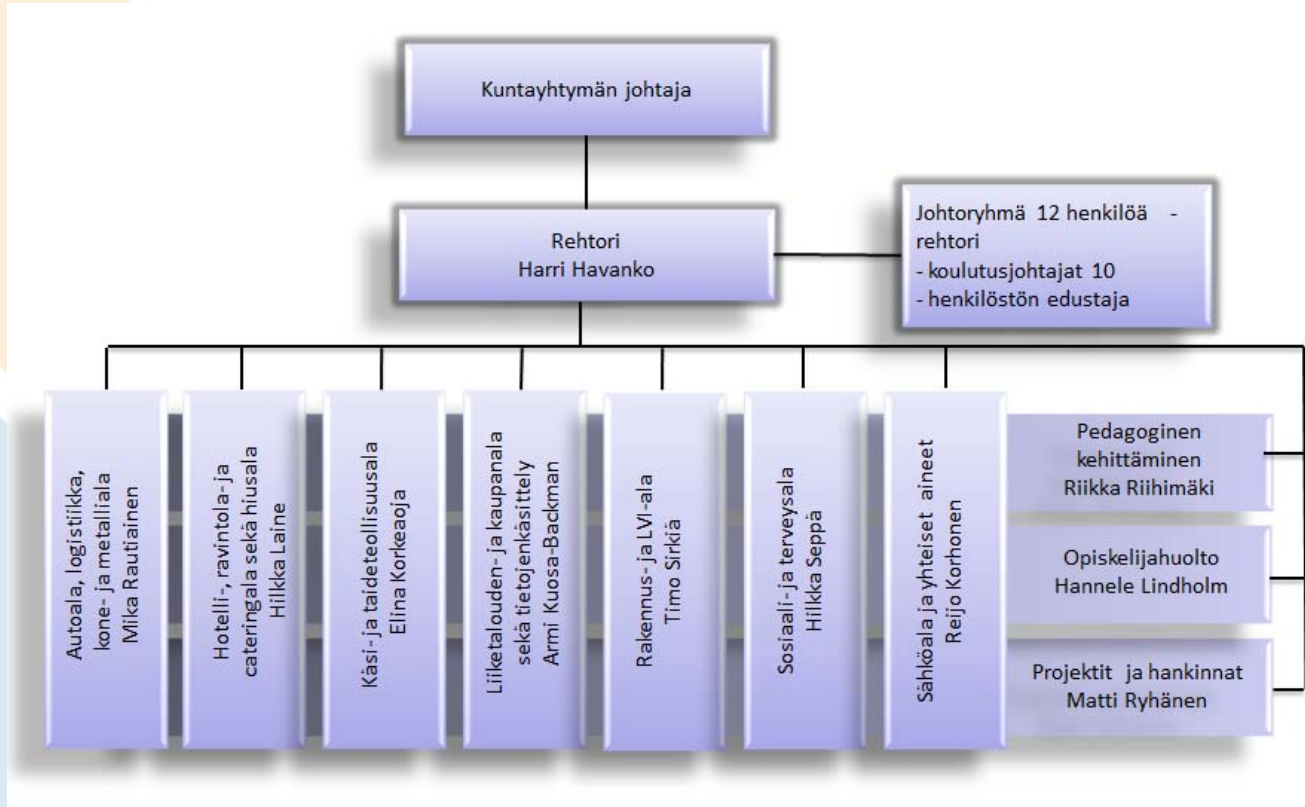 Kuntayhtymän johtaja
Rehtori
Harri Havanko
Johtoryhmä 12 henkilöä -
rehtori
- koulutusjohtajat 10
- henkilöstön edustaja
Autoala, logistiikka,
kone- ja metalliala
Mika Rautiainen
Hotelli-, ravintola- ja
cateringala sekä hiusala
Hilkka Laine
Käsi- ja taideteollisuusala
Elina Korkeaoja
Liiketalouden- ja kaupanala
sekä tietojenkäsittely
Armi Kuosa-Backman
Rakennus- ja LVI-ala
Timo Sirkiä
Sosiaali- ja terveysala
Hilkka Seppä
Sähköala ja yhteiset aineet
Reijo Korhonen
Pedagoginen
kehittäminen
Riikka Riihimäki
Opiskelijahuolto
Hannele Lindholm
Projektit ja hankinnat
Matti Ryhänen